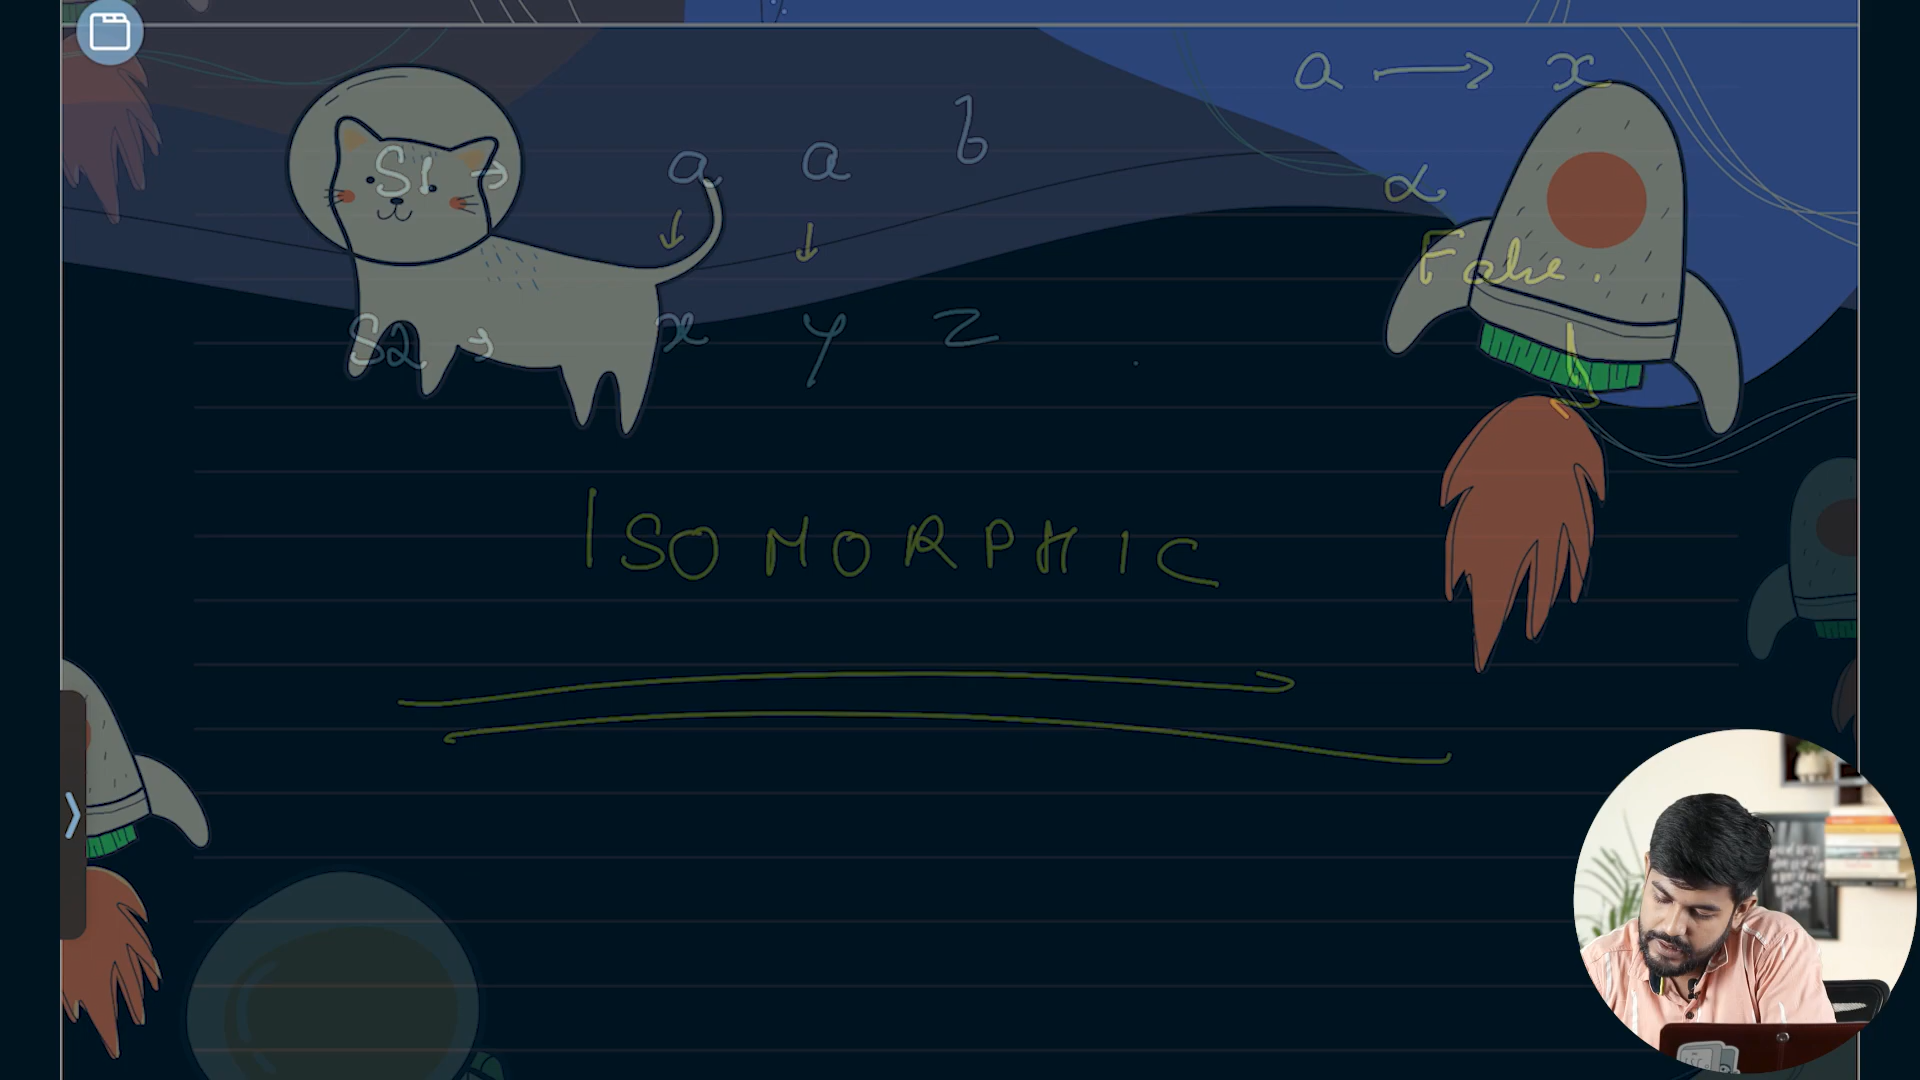 a → x
S1 → a a b
α
False.
S2 → x y z
ISOMORPHIC